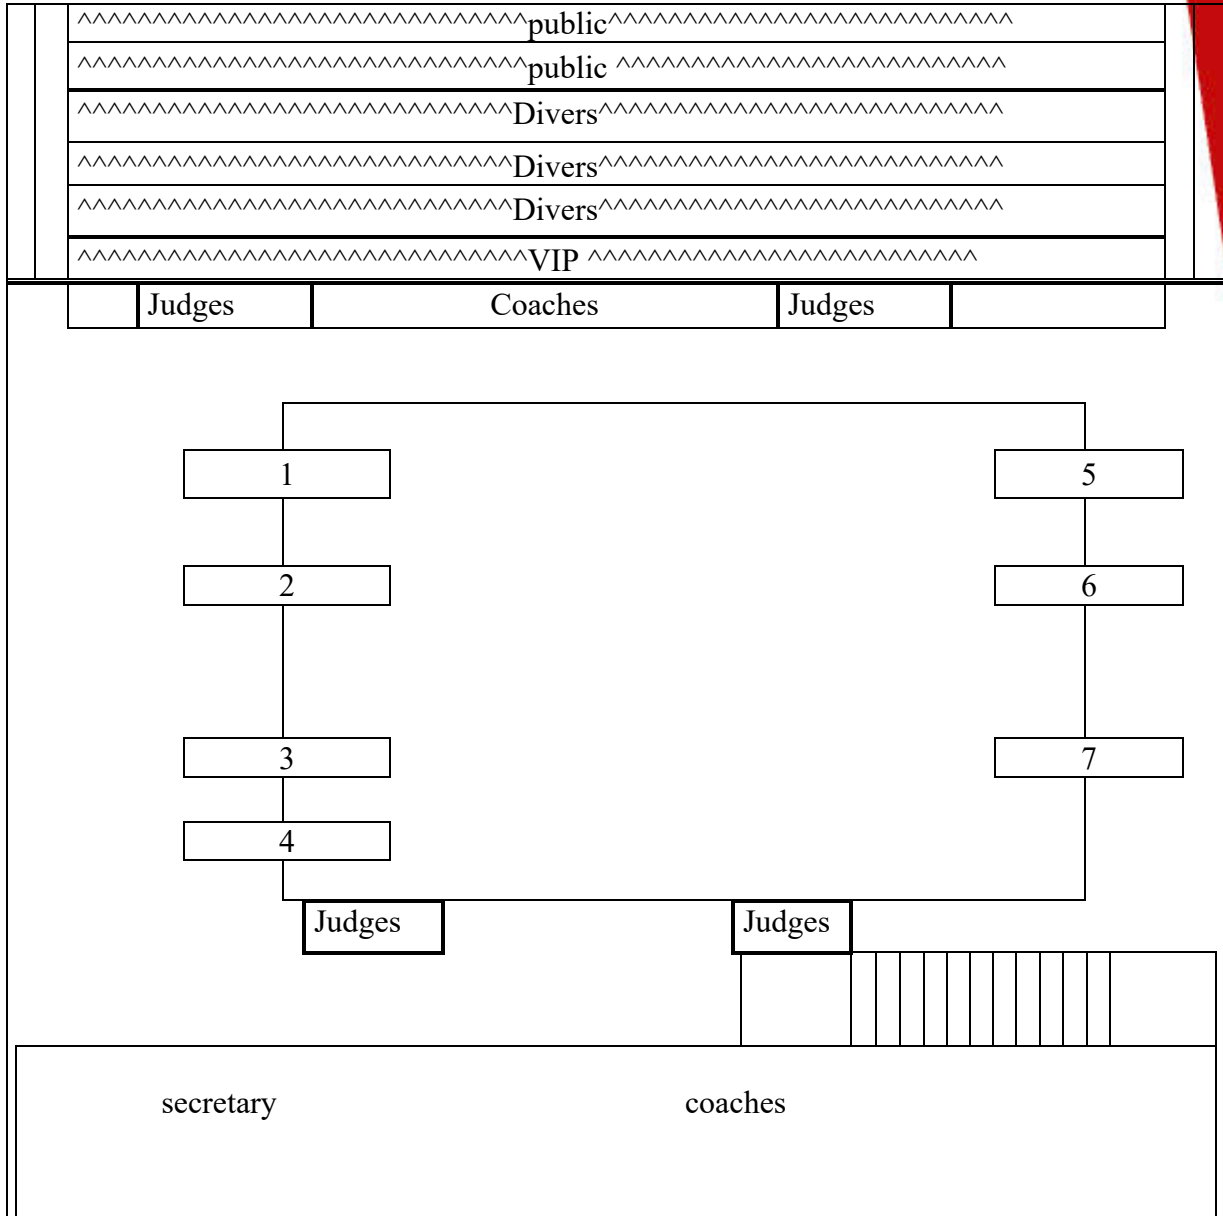 ^^^^^^^^^^^^^^^^^^^^^^^^^^^^^^public^^^^^^^^^^^^^^^^^^^^^^^^^^^
^^^^^^^^^^^^^^^^^^^^^^^^^^^^^^public ^^^^^^^^^^^^^^^^^^^^^^^^^^
^^^^^^^^^^^^^^^^^^^^^^^^^^^^^Divers^^^^^^^^^^^^^^^^^^^^^^^^^^^
^^^^^^^^^^^^^^^^^^^^^^^^^^^^^Divers^^^^^^^^^^^^^^^^^^^^^^^^^^^
^^^^^^^^^^^^^^^^^^^^^^^^^^^^^Divers^^^^^^^^^^^^^^^^^^^^^^^^^^^
^^^^^^^^^^^^^^^^^^^^^^^^^^^^^^VIP ^^^^^^^^^^^^^^^^^^^^^^^^^^
Judges Coaches Judges
1 5
2 6
3 7
4
Judges Judges
secretary coaches